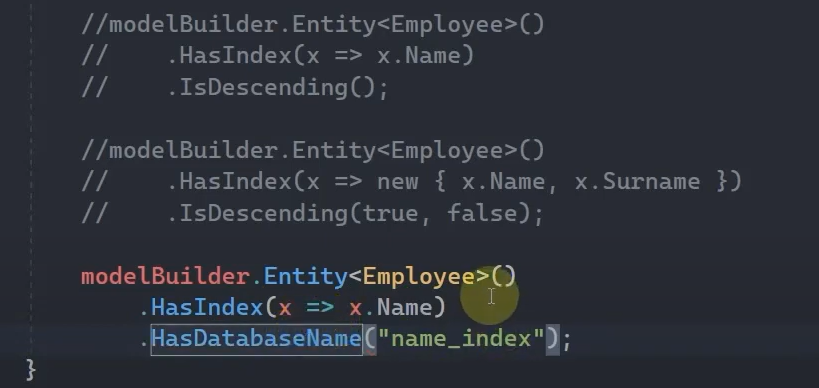 //modelBuilder.Entity<Employee>()
//    .HasIndex(x => x.Name)
//    .IsDescending();
//modelBuilder.Entity<Employee>()
//    .HasIndex(x => new { x.Name, x.Surname })
//    .IsDescending(true, false);
modelBuilder.Entity<Employee>()
    .HasIndex(x => x.Name)
    .HasDatabaseName("name_index");
}